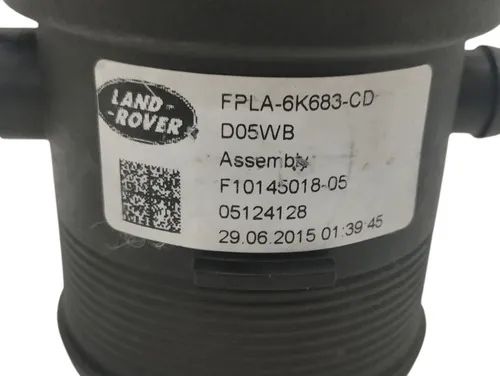 LAND
-ROVER
FPLA-6K683-CD
D05WB
Assembly
F10145018-05
05124128
29.06.2015 01:39:45